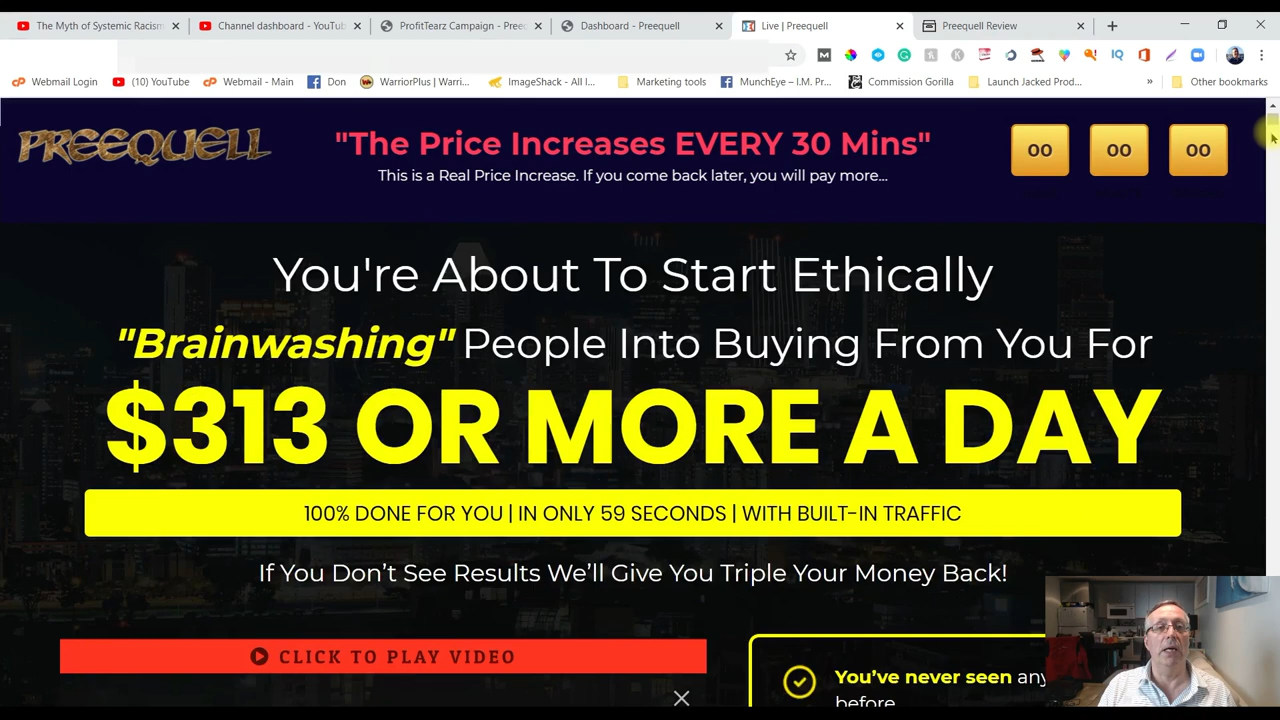 The Myth of Systemic Racism
Channel dashboard - YouTu
ProfitTearz Campaign - Preec
Dashboard - Preequell
Live | Preequell
Preequell Review
Webmail Login
(10) YouTube
Webmail - Main
Don
WarriorPlus | Warri...
ImageShack - All I...
Marketing tools
MunchEye – I.M. Pr...
Commission Gorilla
Launch Jacked Prod...
Other bookmarks
PREEQUELL
"The Price Increases EVERY 30 Mins"
This is a Real Price Increase. If you come back later, you will pay more...
00 00 00
You're About To Start Ethically
"Brainwashing" People Into Buying From You For
$313 OR MORE A DAY
100% DONE FOR YOU | IN ONLY 59 SECONDS | WITH BUILT-IN TRAFFIC
If You Don't See Results We'll Give You Triple Your Money Back!
CLICK TO PLAY VIDEO
You've never seen any
before